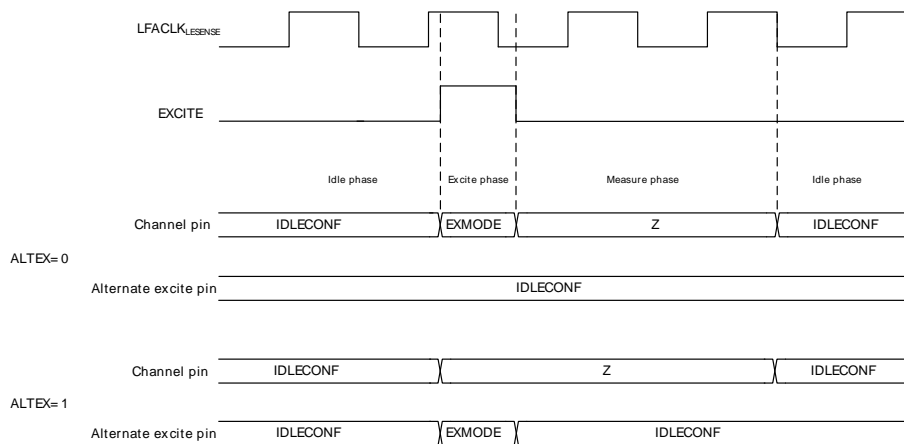 LFACLK_LESENSE
EXCITE
Idle phase Excite phase Measure phase Idle phase
Channel pin IDLECONF EXMODE Z IDLECONF
ALTEX= 0
Alternate excite pin IDLECONF
Channel pin IDLECONF Z IDLECONF
ALTEX= 1
Alternate excite pin IDLECONF EXMODE IDLECONF